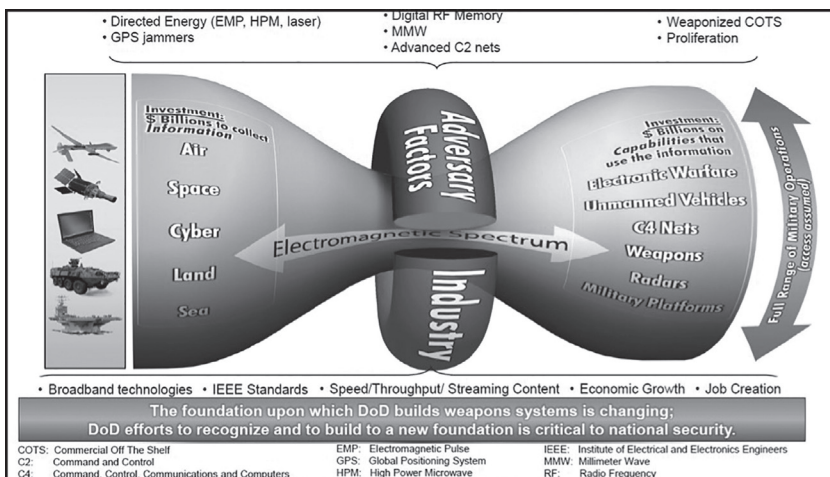 • Directed Energy (EMP, HPM, laser)
• GPS jammers
• Digital RF Memory
• MMW
• Advanced C2 nets
• Weaponized COTS
• Proliferation
Investment:
$ Billions to collect
Information
Air
Space
Cyber
Land
Sea
Adversary
Factors
Electromagnetic Spectrum
Industry
Investment:
$ Billions on
Capabilities that
use the information
Electronic Warfare
Unmanned Vehicles
C4 Nets
Weapons
Radars
Military Platforms
Full Range of Military Operations
(access assumed)
• Broadband technologies • IEEE Standards • Speed/Throughput/ Streaming Content • Economic Growth • Job Creation
The foundation upon which DoD builds weapons systems is changing;
DoD efforts to recognize and to build to a new foundation is critical to national security.
COTS: Commercial Off The Shelf
C2: Command and Control
C4: Command, Control, Communications and Computers
EMP: Electromagnetic Pulse
GPS: Global Positioning System
HPM: High Power Microwave
IEEE: Institute of Electrical and Electronics Engineers
MMW: Millimeter Wave
RF: Radio Frequency